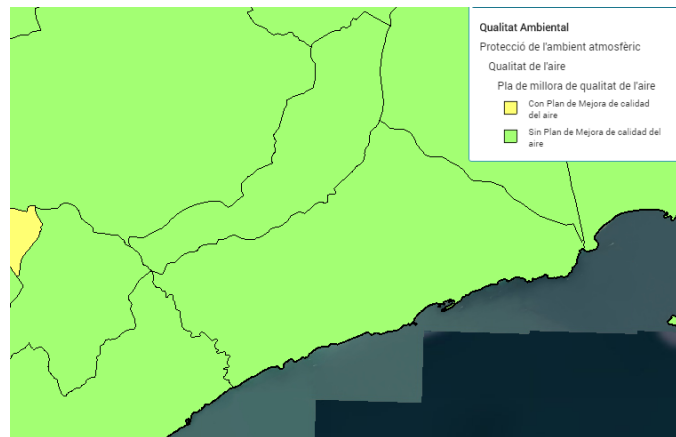 Qualitat Ambiental
Protecció de l'ambient atmosfèric
Qualitat de l'aire
Pla de millora de qualitat de l'aire
Con Plan de Mejora de calidad
del aire
Sin Plan de Mejora de calidad del
aire